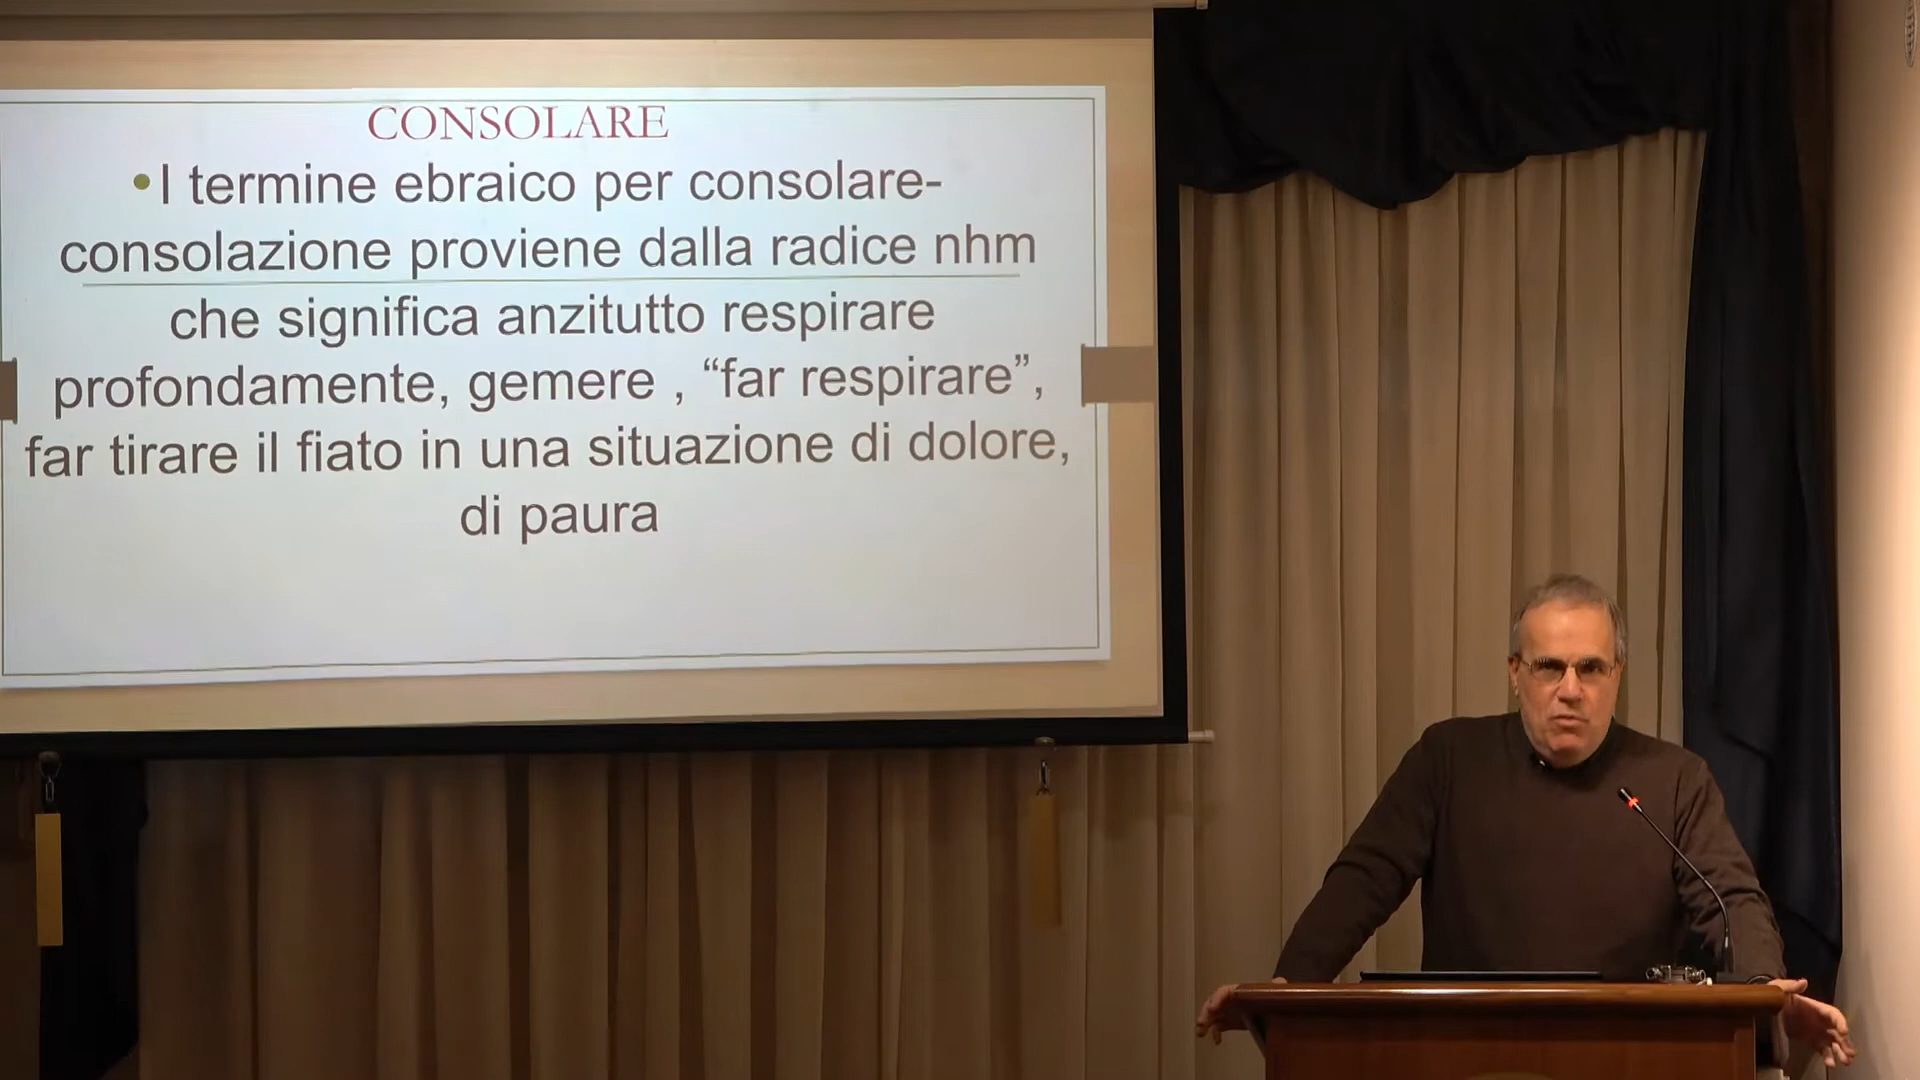 CONSOLARE
•I termine ebraico per consolare-
consolazione proviene dalla radice nhm
che significa anzitutto respirare
profondamente, gemere , “far respirare”,
far tirare il fiato in una situazione di dolore,
di paura